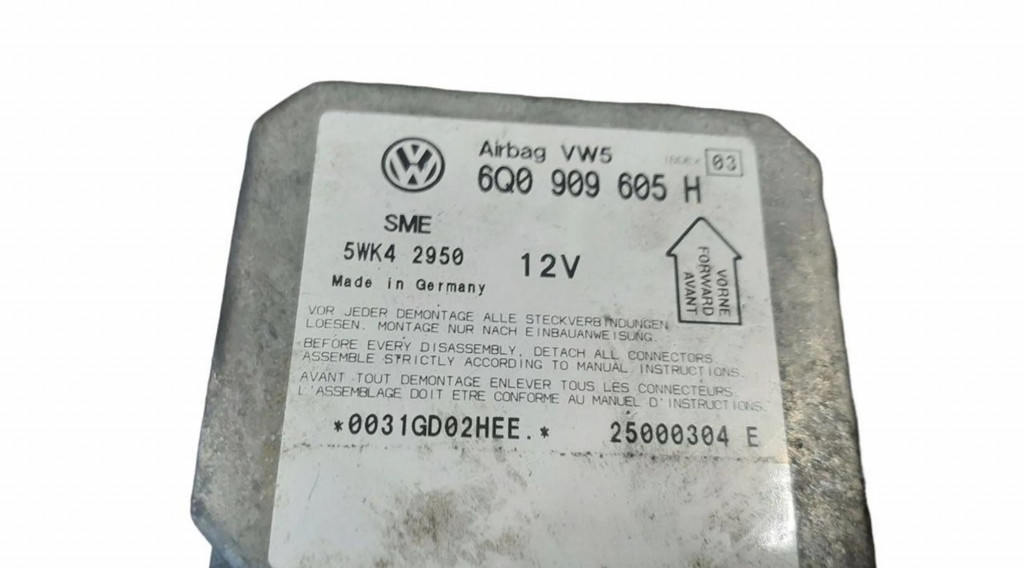 Airbag VW5 INDEX 03
6Q0 909 605 H
SME
5WK4 2950
12V
Made in Germany
VORNE
FORWARD
AVANT
VOR JEDER DEMONTAGE ALLE STECKVERBINDUNGEN
LOESEN. MONTAGE NUR NACH EINBAUANWEISUNG.
BEFORE EVERY DISASSEMBLY, DETACH ALL CONNECTORS.
ASSEMBLE STRICTLY ACCORDING TO MANUAL INSTRUCTIONS.
AVANT TOUT DEMONTAGE ENLEVER TOUS LES CONNECTEURS.
L'ASSEMBLAGE DOIT ETRE CONFORME AU MANUEL D'INSTRUCTIONS.
*0031GD02HEE.* 25000304 E